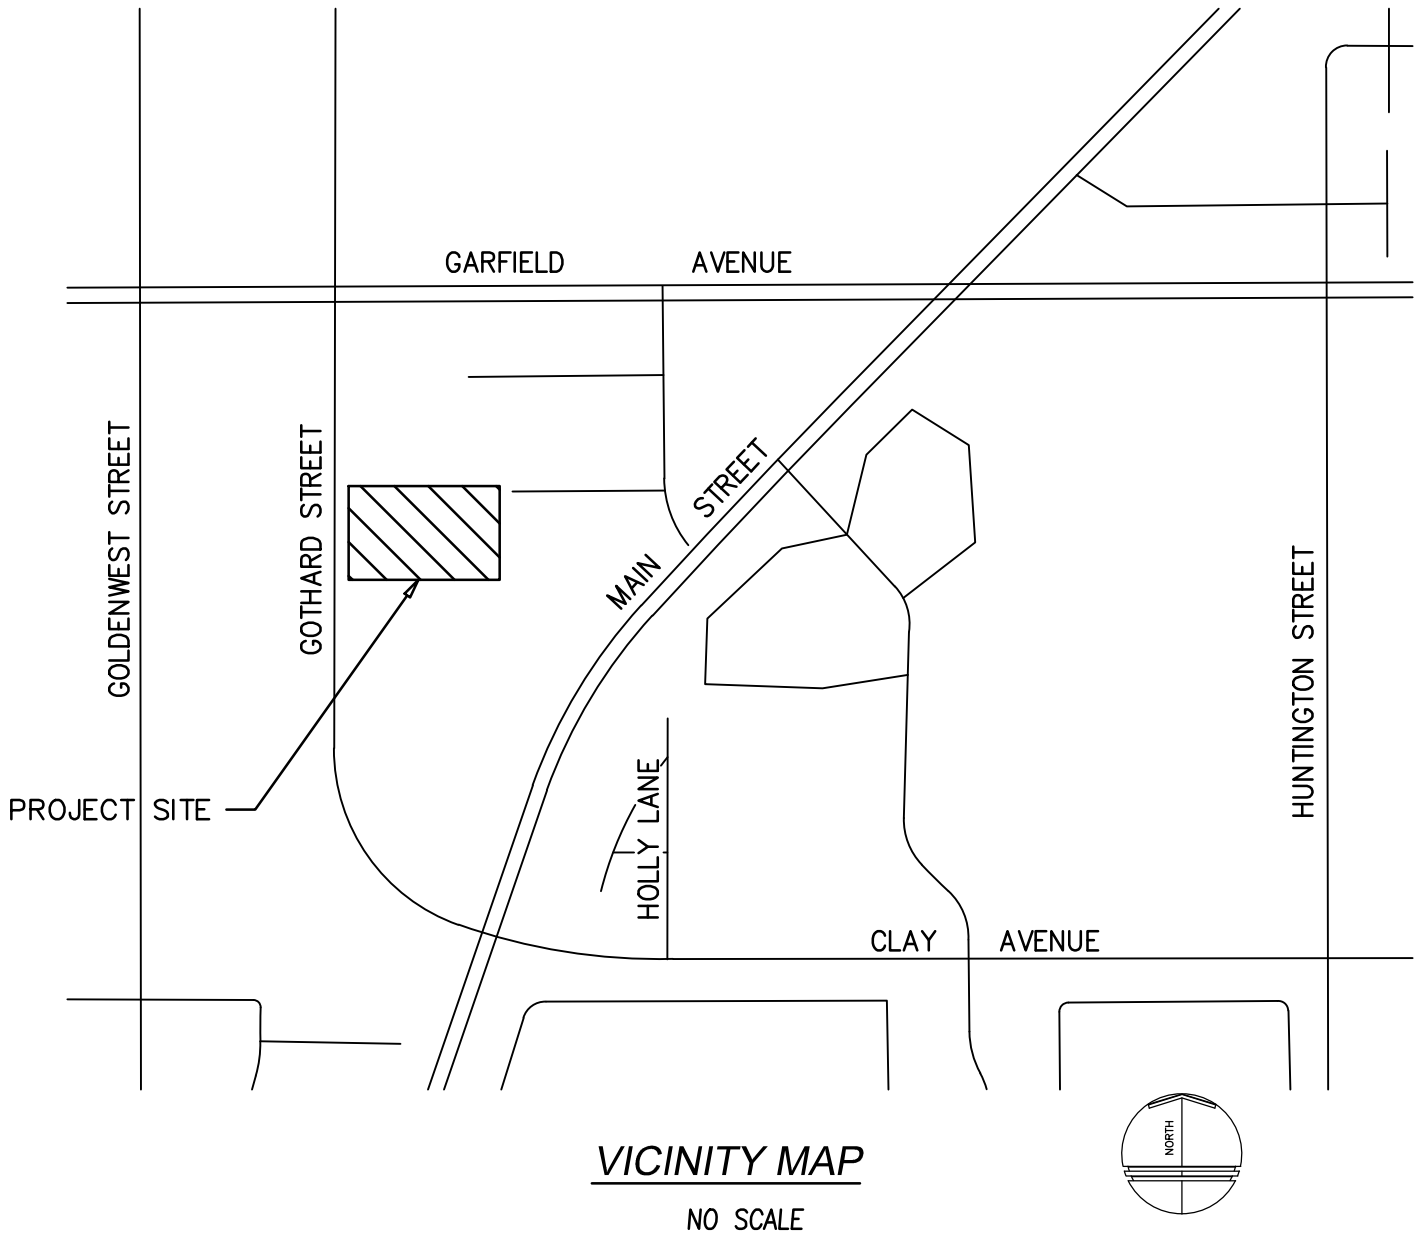 GARFIELD AVENUE
GOLDENWEST STREET
GOTHARD STREET
MAIN STREET
HUNTINGTON STREET
PROJECT SITE
HOLLY LANE
CLAY AVENUE
NORTH
VICINITY MAP
NO SCALE